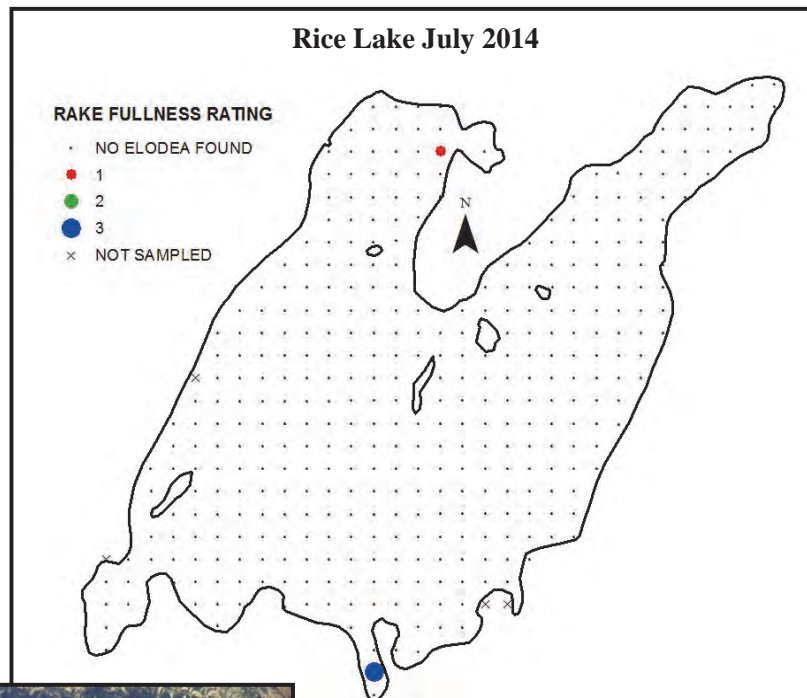 Rice Lake July 2014
RAKE FULLNESS RATING
NO ELODEA FOUND
1
2
3
NOT SAMPLED
N